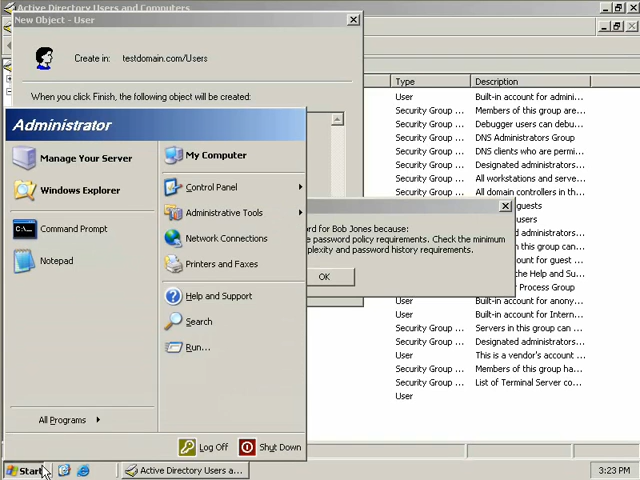 Active Directory Users and Computers
New Object - User
Create in: testdomain.com/Users
When you click Finish, the following object will be created:
Type Description
User Built-in account for admini...
Security Group ... Members of this group are...
Security Group ... Debugger users can debu...
Security Group ... DNS Administrators Group
Security Group ... DNS clients who are permi...
Security Group ... Designated administrators...
Security Group ... All workstations and serve...
Security Group ... All domain controllers in th...
guests
users
ord for Bob Jones because:
e password policy requirements. Check the minimum
plexity and password history requirements.
OK
n this group can ...
d administrators...
account for guest ...
the Help and Su...
Process Group
User Built-in account for anony...
User Built-in account for Intern...
Security Group ... Servers in this group can ...
Security Group ... Designated administrators...
User This is a vendor's account ...
Security Group ... Members of this group ha...
Security Group ... List of Terminal Server co...
User
Administrator
Manage Your Server
Windows Explorer
Command Prompt
Notepad
All Programs
My Computer
Control Panel
Administrative Tools
Network Connections
Printers and Faxes
Help and Support
Search
Run...
Log Off Shut Down
Start Active Directory Users a... 3:23 PM